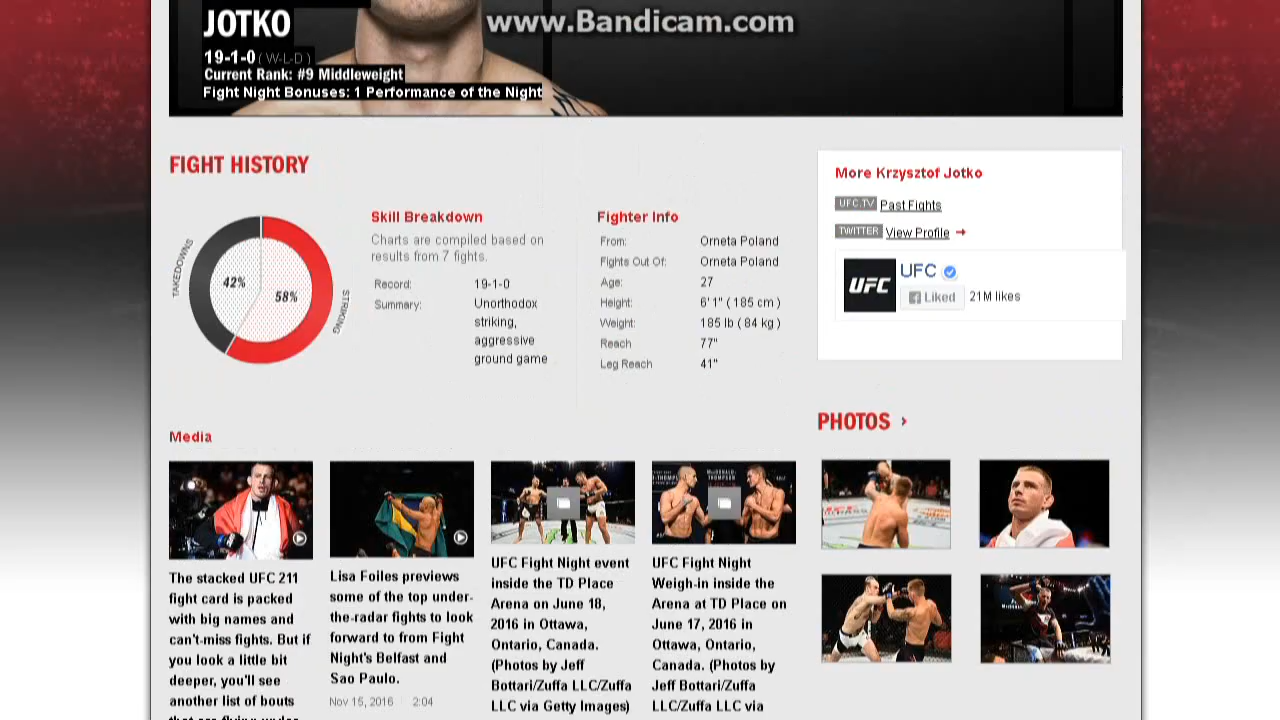 www.Bandicam.com
JOTKO
19-1-0 ( W-L-D )
Current Rank: #9 Middleweight
Fight Night Bonuses: 1 Performance of the Night
FIGHT HISTORY
TAKEDOWNS
42%
58%
STRIKING
Skill Breakdown
Charts are compiled based on
results from 7 fights.
Record: 19-1-0
Summary: Unorthodox
striking,
aggressive
ground game
Fighter Info
From: Orneta Poland
Fights Out Of: Orneta Poland
Age: 27
Height: 6' 1" ( 185 cm )
Weight: 185 lb ( 84 kg )
Reach 77"
Leg Reach 41"
More Krzysztof Jotko
UFC.TV Past Fights
TWITTER View Profile
UFC
UFC
Liked 21M likes
Media
The stacked UFC 211
fight card is packed
with big names and
can't-miss fights. But if
you look a little bit
deeper, you'll see
another list of bouts
that are flying under
Lisa Foiles previews
some of the top under-
the-radar fights to look
forward to from Fight
Night's Belfast and
Sao Paulo.
Nov 15, 2016 2:04
UFC Fight Night event
inside the TD Place
Arena on June 18,
2016 in Ottawa,
Ontario, Canada.
(Photos by Jeff
Bottari/Zuffa LLC/Zuffa
LLC via Getty Images)
UFC Fight Night
Weigh-in inside the
Arena at TD Place on
June 17, 2016 in
Ottawa, Ontario,
Canada. (Photos by
Jeff Bottari/Zuffa
LLC/Zuffa LLC via
PHOTOS